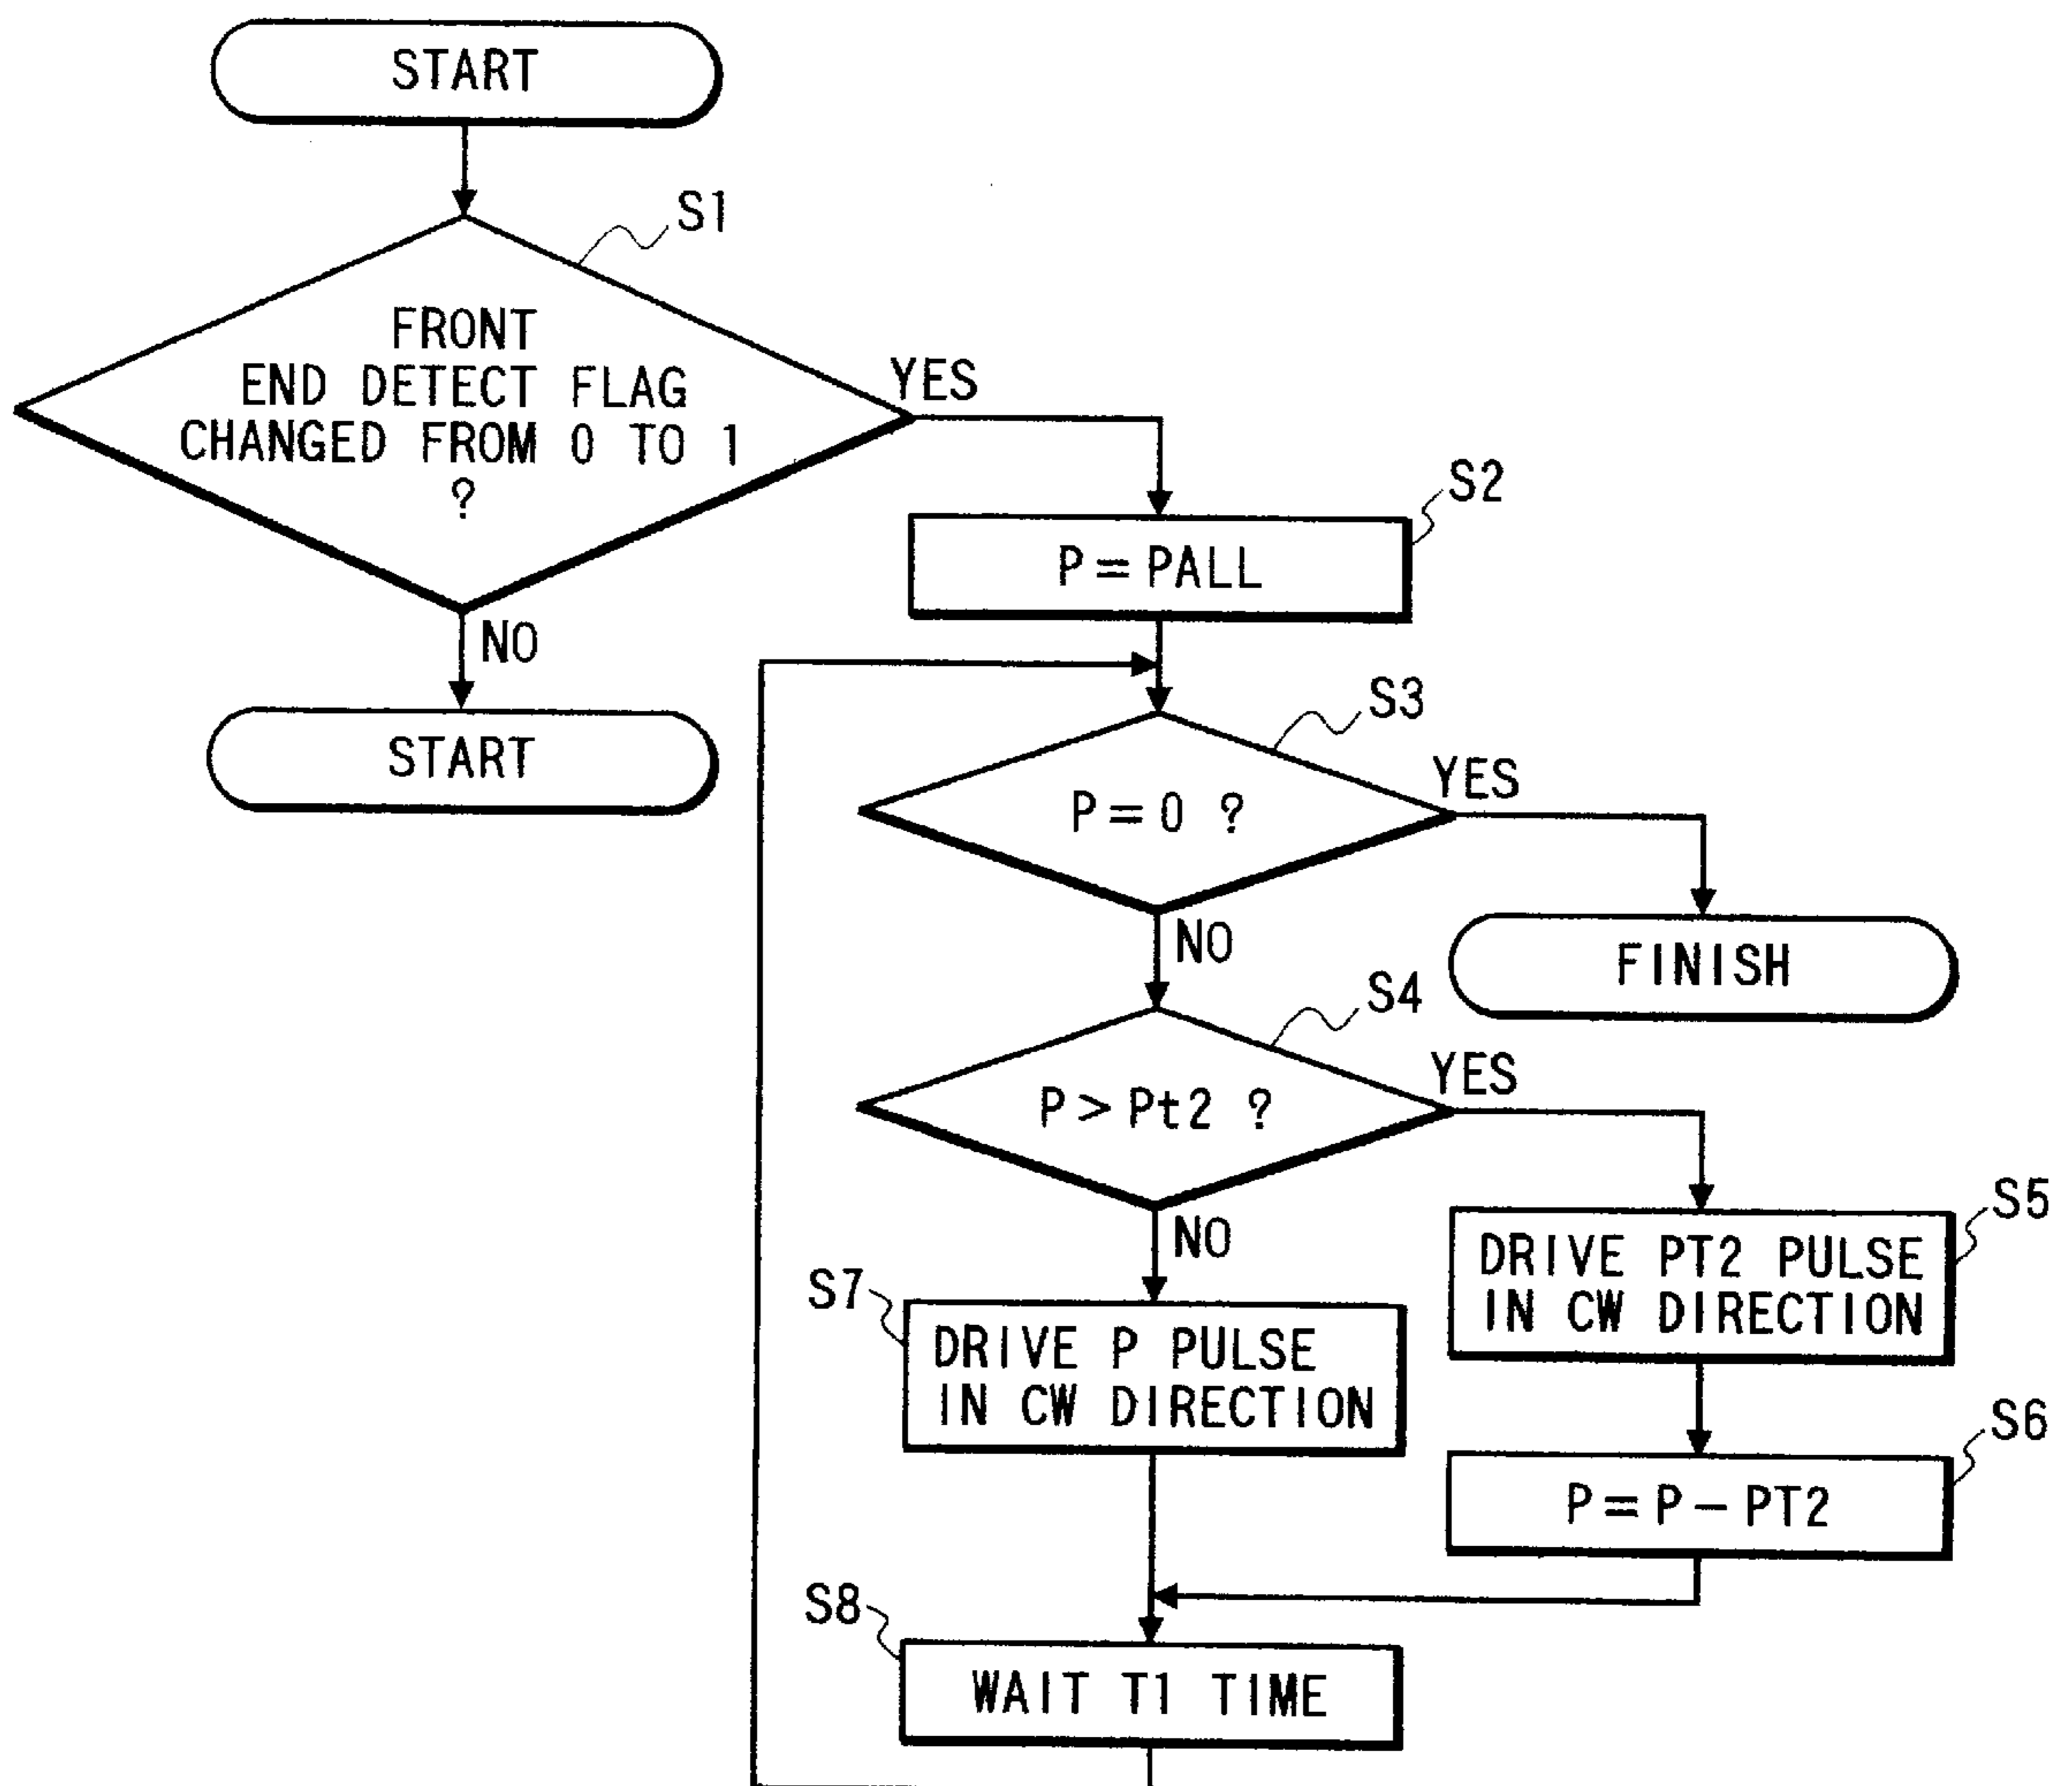 START
S1
FRONT
END DETECT FLAG
CHANGED FROM 0 TO 1
?
YES
NO
START
S2
P = PALL
S3
P = 0 ?
YES
FINISH
NO
S4
P > Pt2 ?
YES
S5
DRIVE PT2 PULSE
IN CW DIRECTION
NO
S7
DRIVE P PULSE
IN CW DIRECTION
S6
P = P - PT2
S8
WAIT T1 TIME